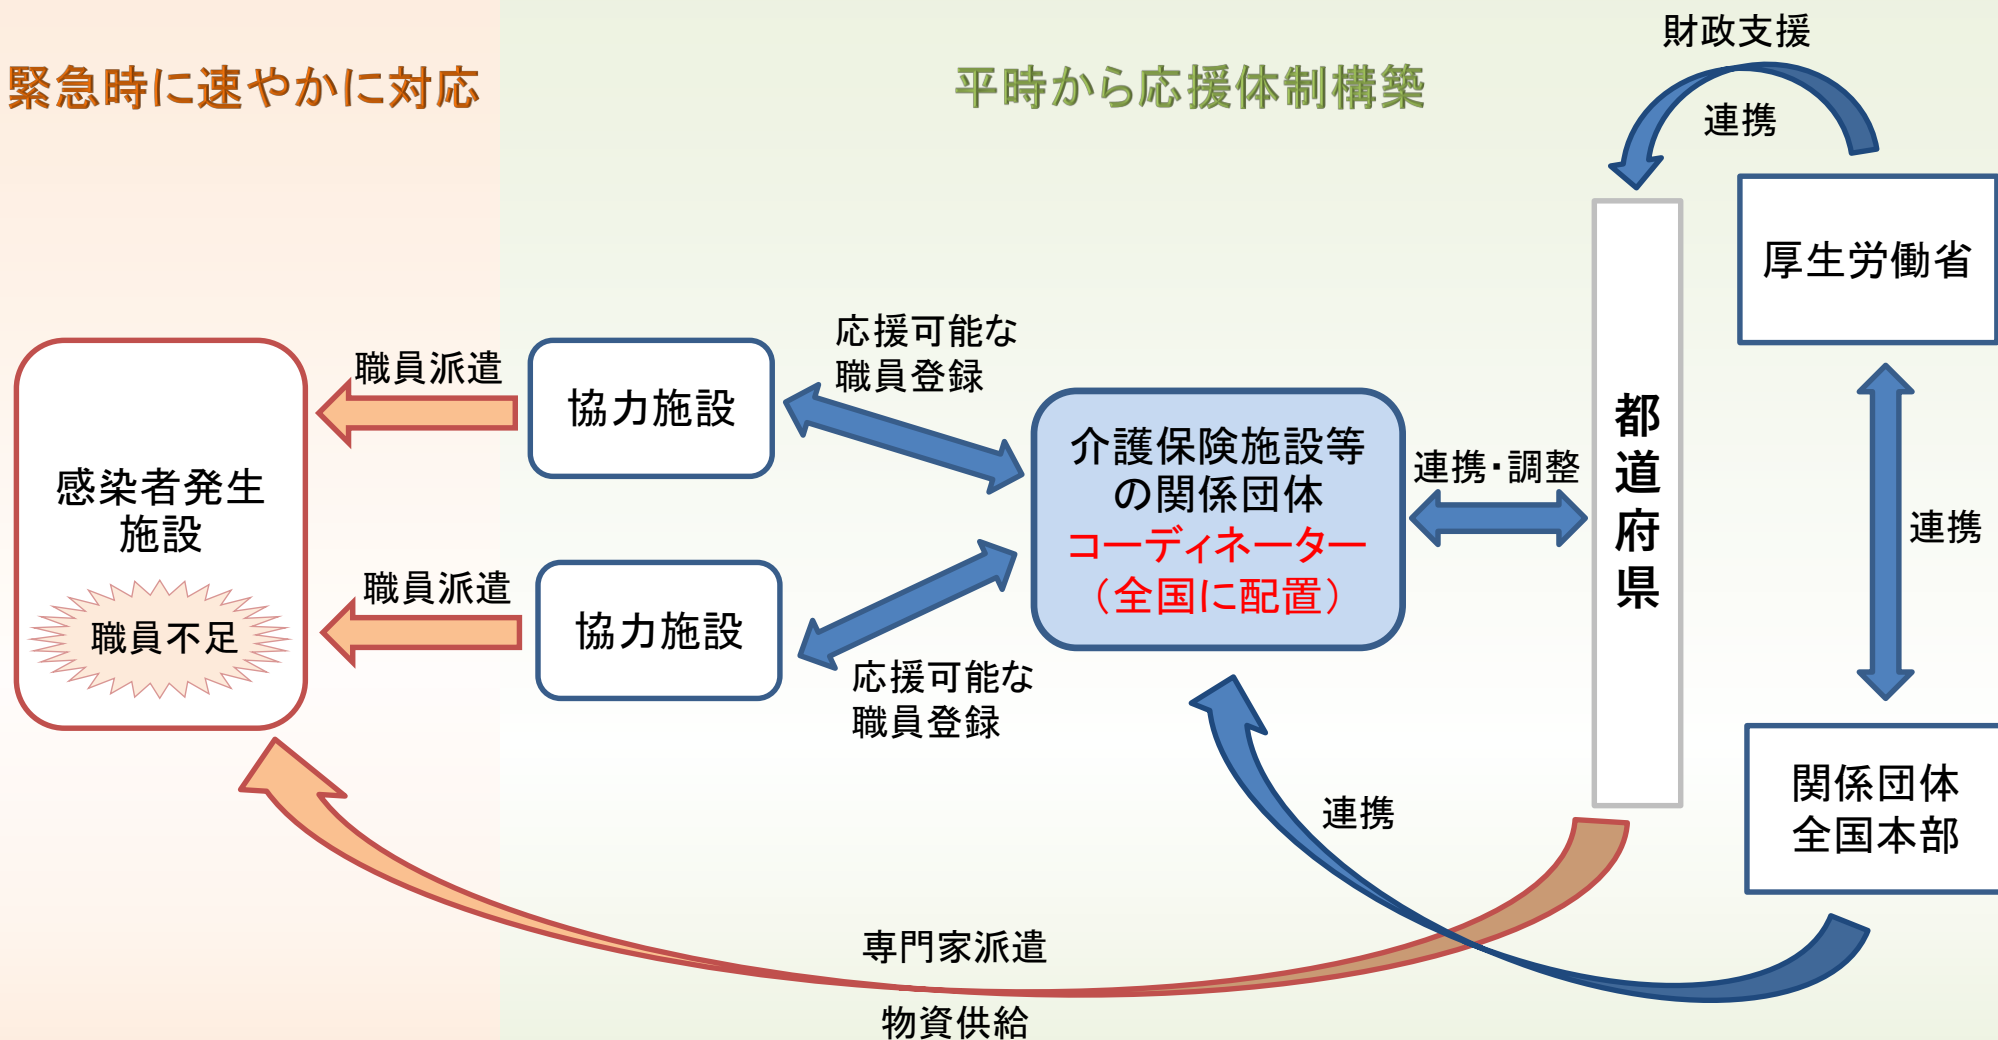 財政支援
緊急時に速やかに対応
平時から応援体制構築
連携
厚生労働省
応援可能な
職員登録
職員派遣
協力施設
都道府県
介護保険施設等
の関係団体
コーディネーター
（全国に配置）
連携・調整
感染者発生
施設
連携
職員派遣
協力施設
職員不足
応援可能な
職員登録
関係団体
全国本部
連携
専門家派遣
物資供給